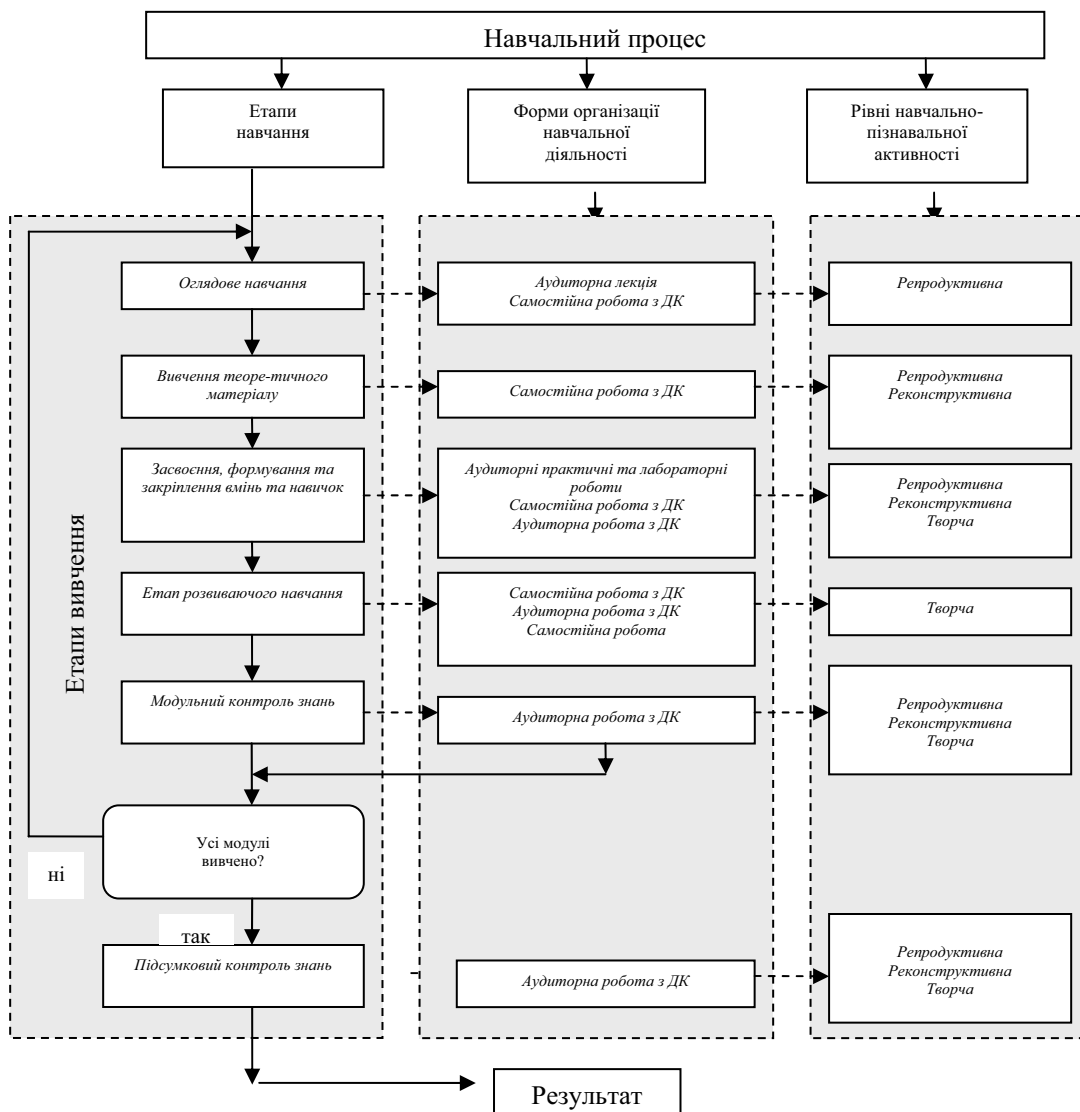 Навчальний процес
Етапи
навчання
Форми організації
навчальної
діяльності
Рівні навчально-
пізнавальної
активності
Оглядове навчання
Аудиторна лекція
Самостійна робота з ДК
Репродуктивна
Вивчення теоре-тичного
матеріалу
Самостійна робота з ДК
Репродуктивна
Реконструктивна
Засвоєння, формування та
закріплення вмінь та навичок
Аудиторні практичні та лабораторні
роботи
Самостійна робота з ДК
Аудиторна робота з ДК
Репродуктивна
Реконструктивна
Творча
Етап розвиваючого навчання
Самостійна робота з ДК
Аудиторна робота з ДК
Самостійна робота
Творча
Етапи вивчення
Модульний контроль знань
Аудиторна робота з ДК
Репродуктивна
Реконструктивна
Творча
Усі модулі
вивчено?
ні
так
Підсумковий контроль знань
Аудиторна робота з ДК
Репродуктивна
Реконструктивна
Творча
Результат